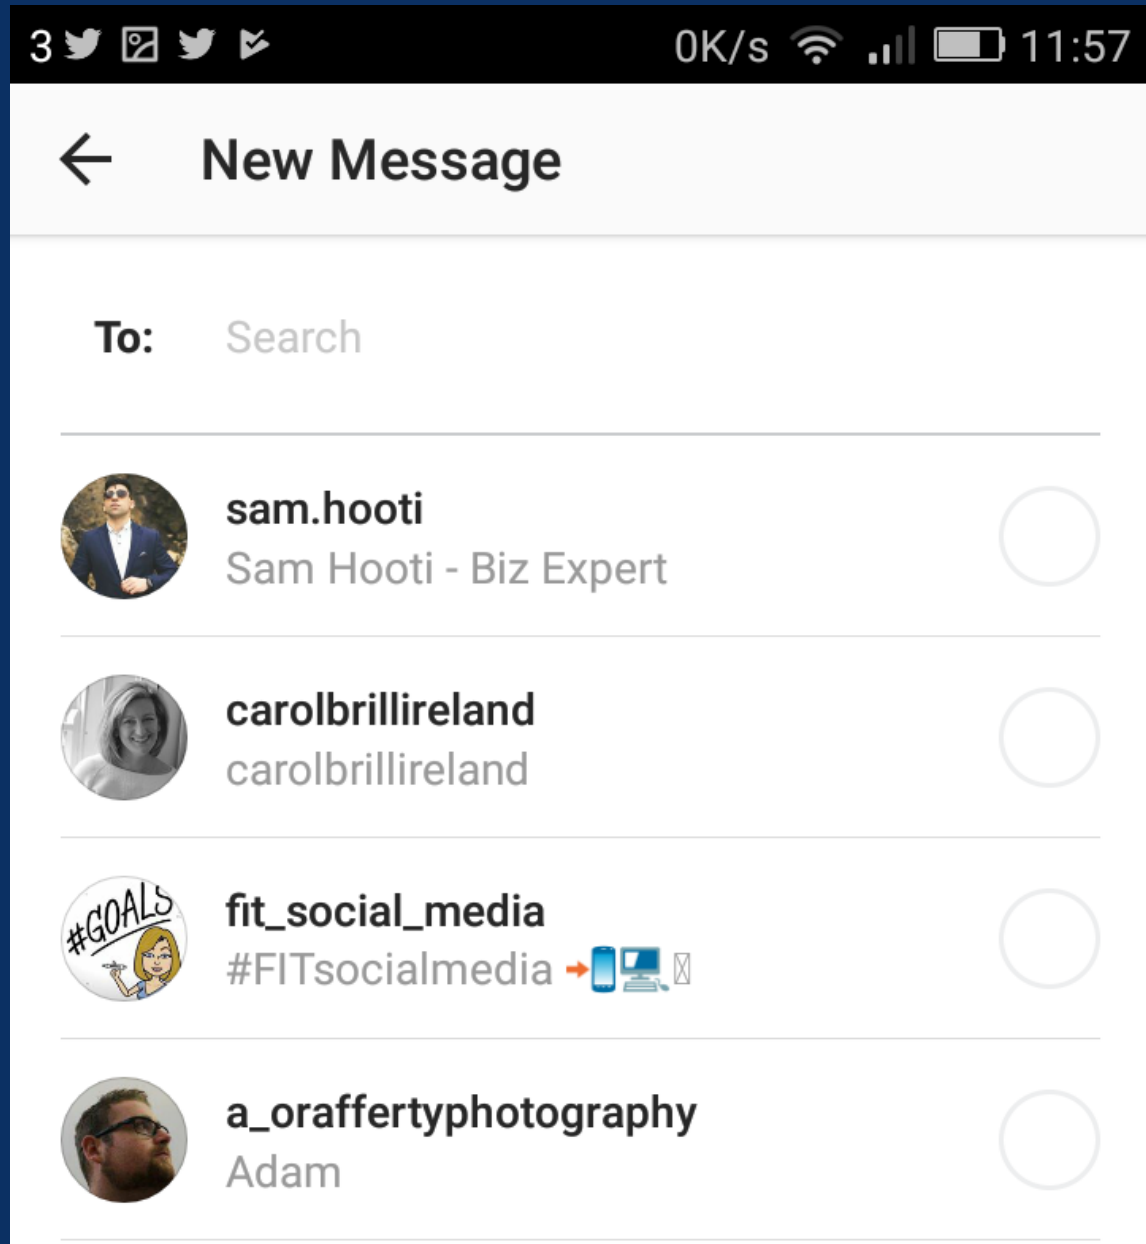 3 0K/s 11:57
New Message
To: Search
sam.hooti
Sam Hooti - Biz Expert
carolbrillireland
carolbrillireland
#GOALS
fit_social_media
#FITsocialmedia
a_oraffertyphotography
Adam